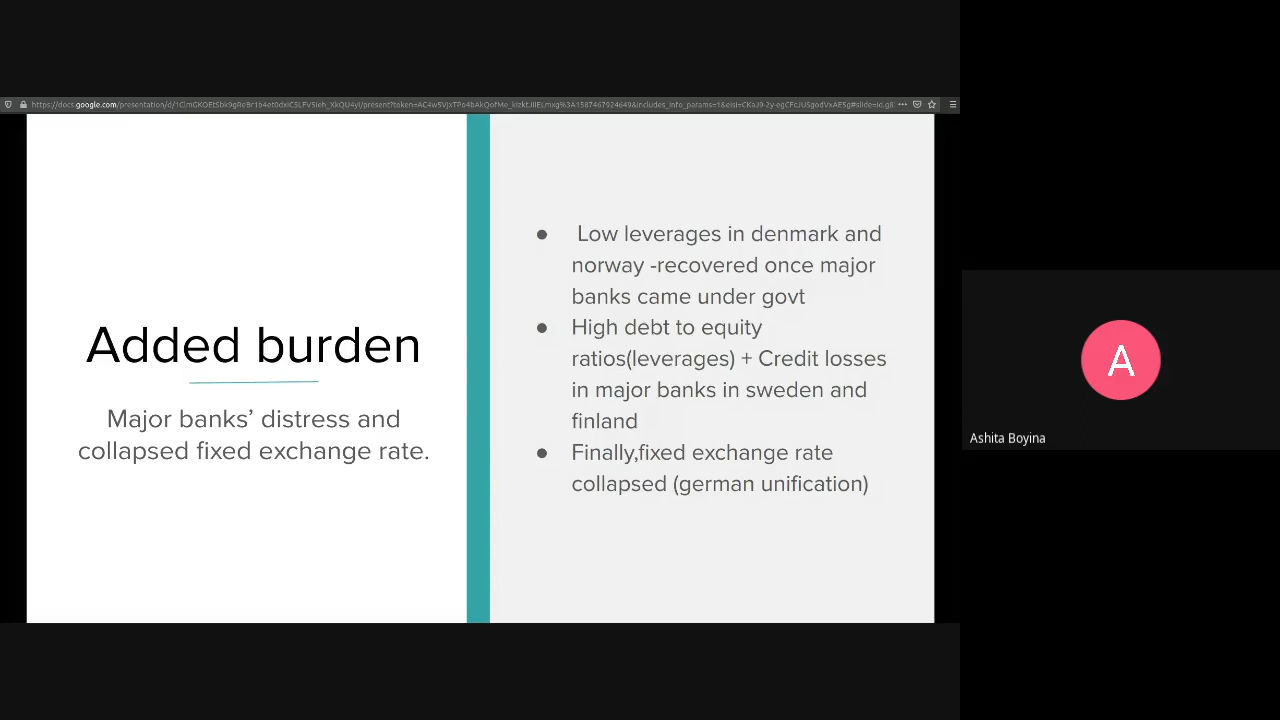 Added burden
Major banks’ distress and
collapsed fixed exchange rate.
● Low leverages in denmark and
norway -recovered once major
banks came under govt
● High debt to equity
ratios(leverages) + Credit losses
in major banks in sweden and
finland
● Finally,fixed exchange rate
collapsed (german unification)
A
Ashita Boyina